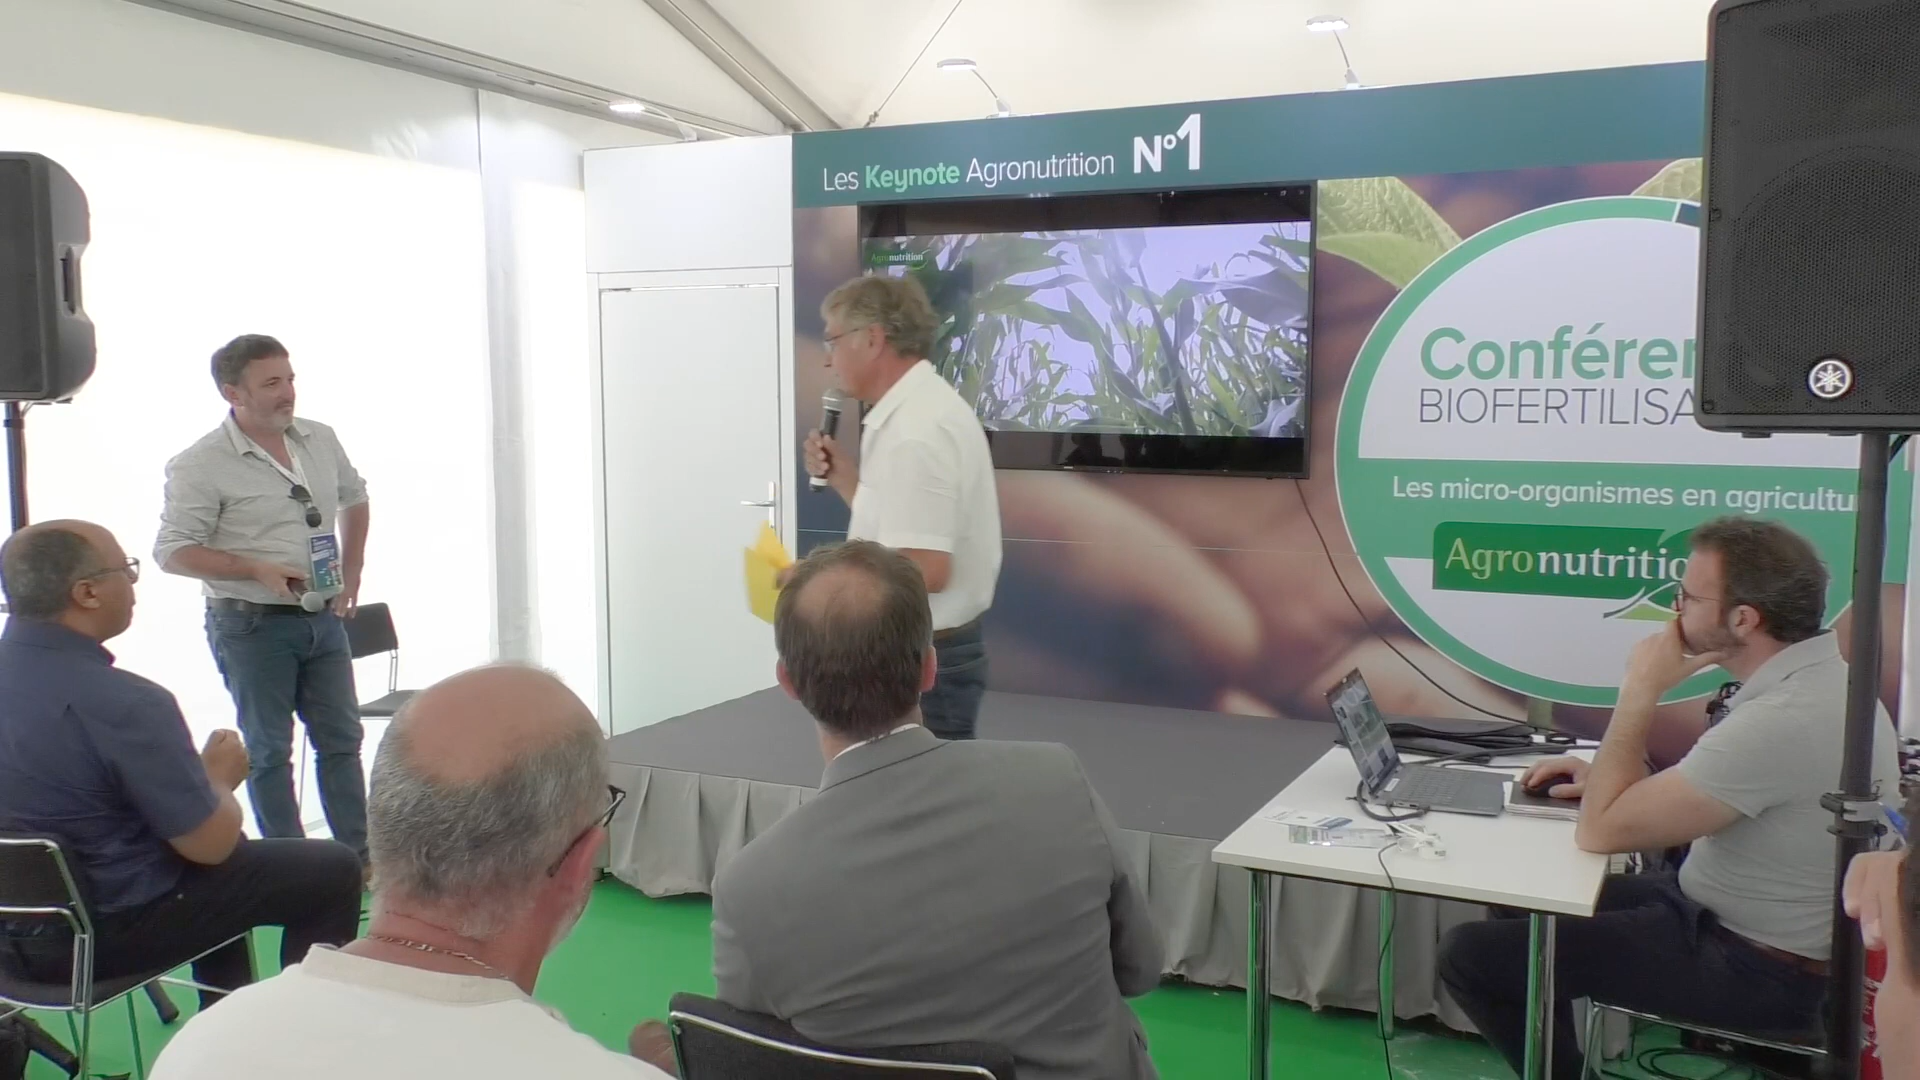 Les Keynote Agronutrition N°1
Agronutrition
Conféren
BIOFERTILISA
Les micro-organismes en agricultu
Agronutritio